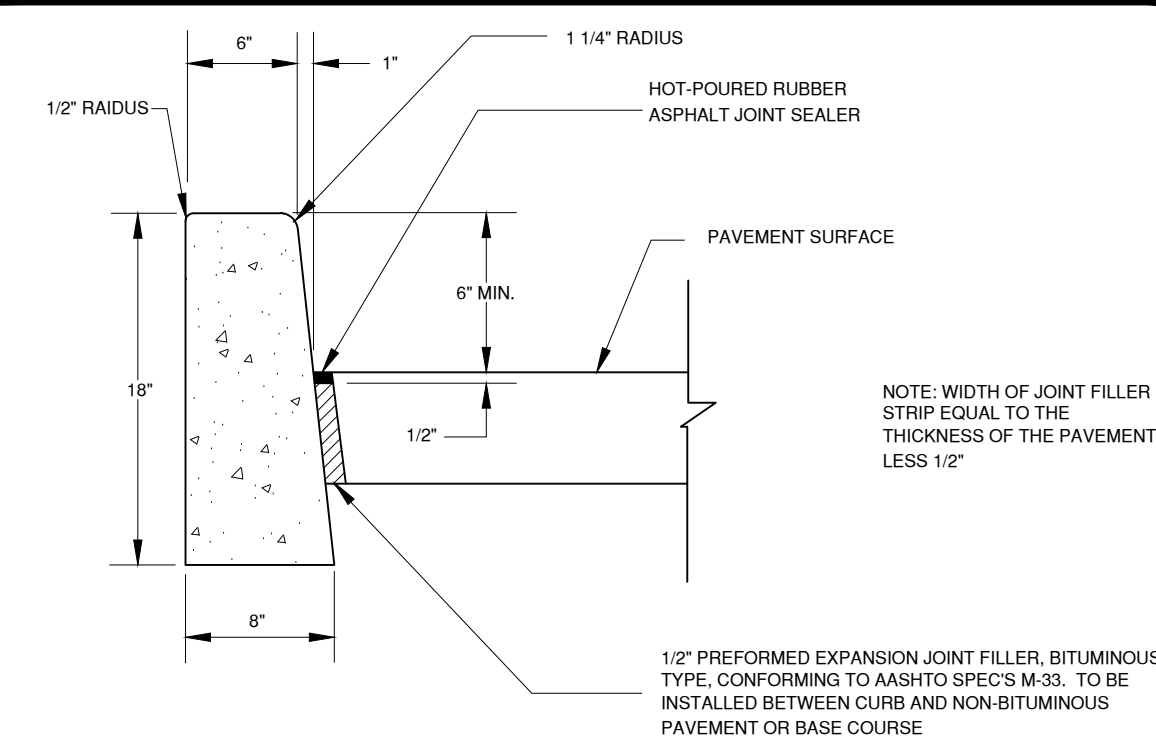 6"
1 1/4" RADIUS
1"
HOT-POURED RUBBER
ASPHALT JOINT SEALER
1/2" RAIDUS
PAVEMENT SURFACE
6" MIN.
18"
NOTE: WIDTH OF JOINT FILLER
STRIP EQUAL TO THE
THICKNESS OF THE PAVEMENT
LESS 1/2"
1/2"
8"
1/2" PREFORMED EXPANSION JOINT FILLER, BITUMINOUS
TYPE, CONFORMING TO AASHTO SPEC'S M-33. TO BE
INSTALLED BETWEEN CURB AND NON-BITUMINOUS
PAVEMENT OR BASE COURSE